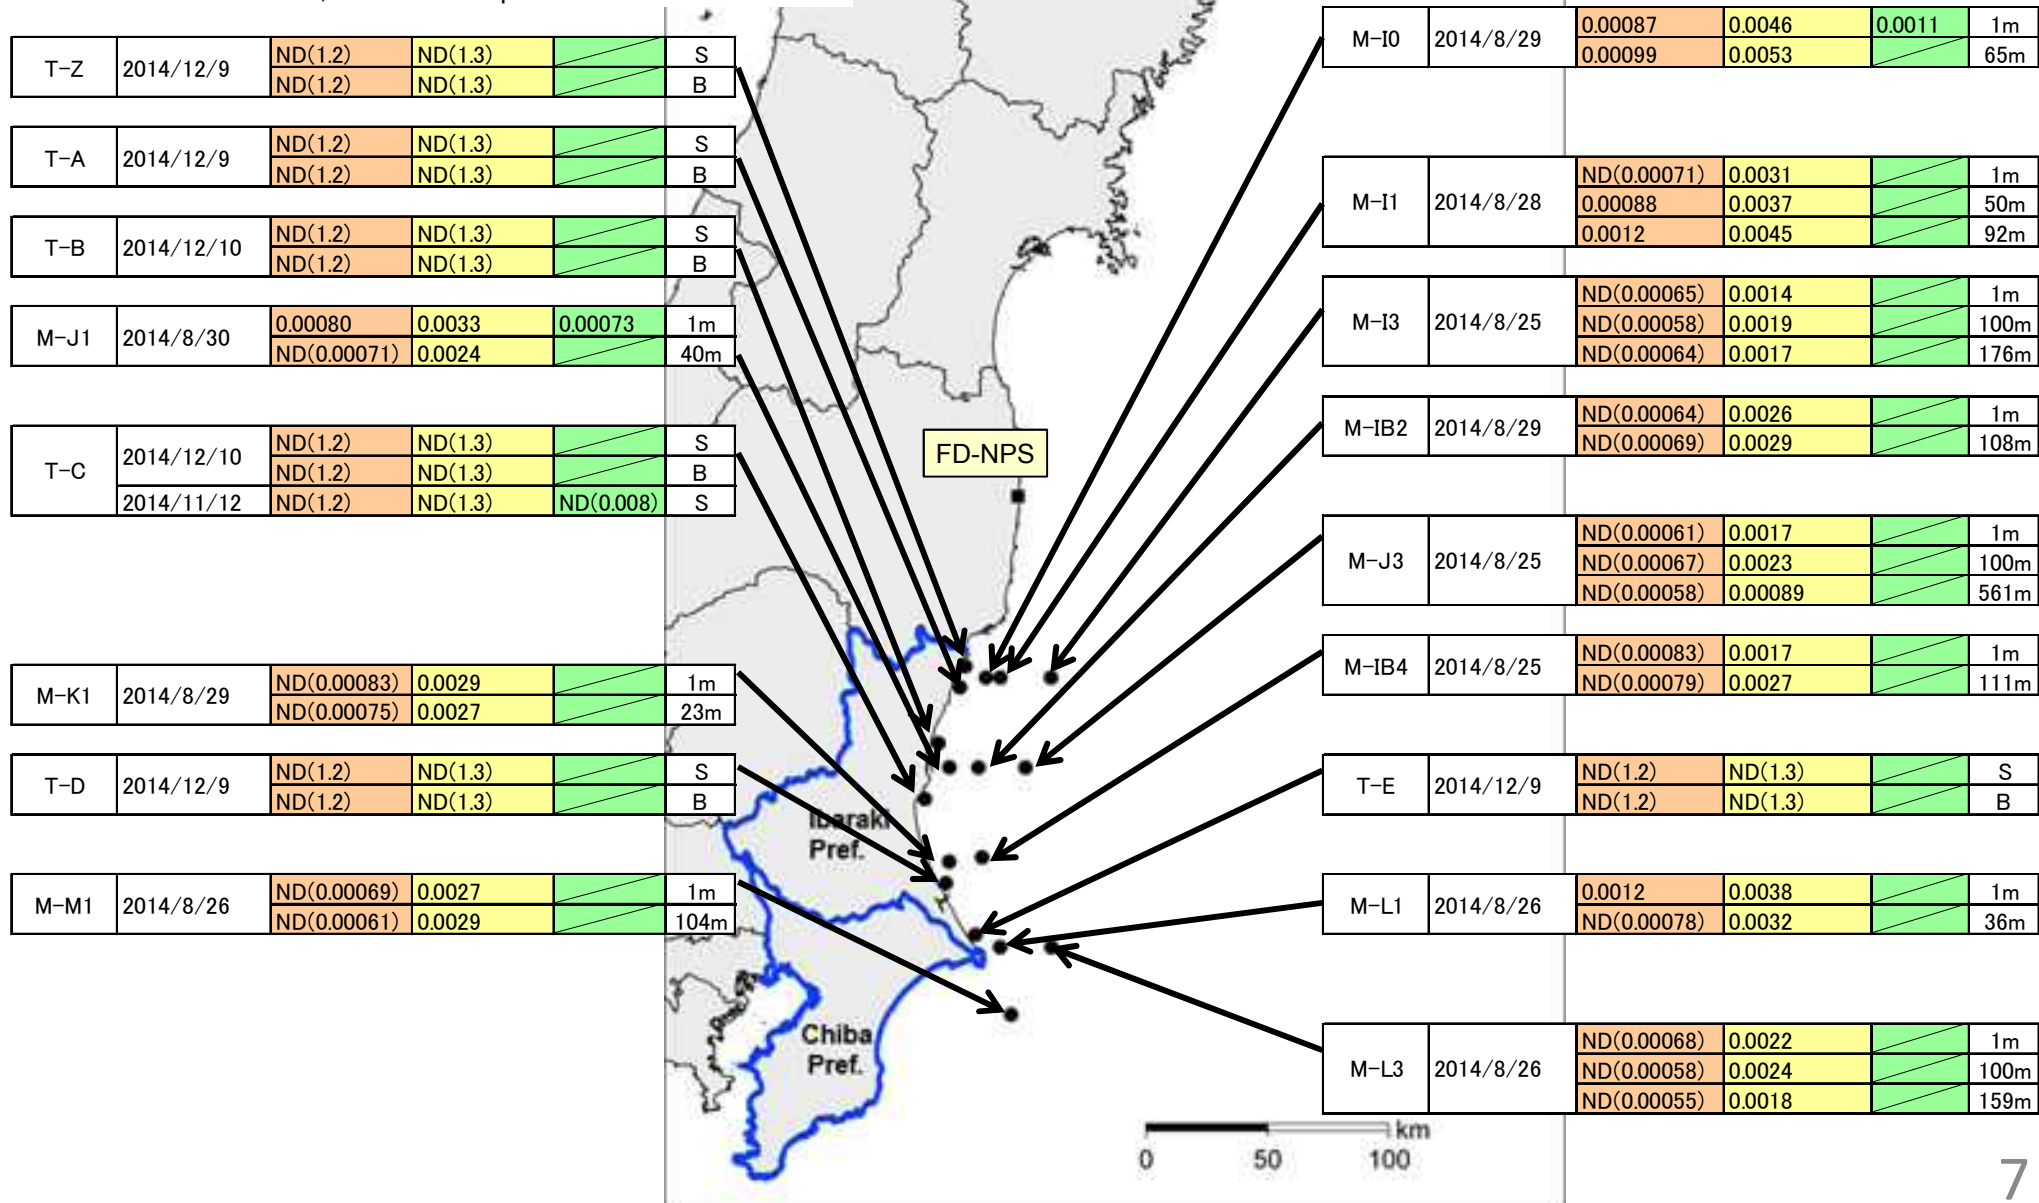 T-Z 2014/12/9 ND(1.2) ND(1.3) S
ND(1.2) ND(1.3) B
T-A 2014/12/9 ND(1.2) ND(1.3) S
ND(1.2) ND(1.3) B
T-B 2014/12/10 ND(1.2) ND(1.3) S
ND(1.2) ND(1.3) B
M-J1 2014/8/30 0.00080 0.0033 0.00073 1m
ND(0.00071) 0.0024 40m
T-C 2014/12/10 ND(1.2) ND(1.3) S
ND(1.2) ND(1.3) B
2014/11/12 ND(1.2) ND(1.3) ND(0.008) S
M-K1 2014/8/29 ND(0.00083) 0.0029 1m
ND(0.00075) 0.0027 23m
T-D 2014/12/9 ND(1.2) ND(1.3) S
ND(1.2) ND(1.3) B
M-M1 2014/8/26 ND(0.00069) 0.0027 1m
ND(0.00061) 0.0029 104m
FD-NPS
Ibaraki
Pref.
Chiba
Pref.
km
0 50 100
M-I0 2014/8/29 0.00087 0.0046 0.0011 1m
0.00099 0.0053 65m
M-I1 2014/8/28 ND(0.00071) 0.0031 1m
0.00088 0.0037 50m
0.0012 0.0045 92m
M-I3 2014/8/25 ND(0.00065) 0.0014 1m
ND(0.00058) 0.0019 100m
ND(0.00064) 0.0017 176m
M-IB2 2014/8/29 ND(0.00064) 0.0026 1m
ND(0.00069) 0.0029 108m
M-J3 2014/8/25 ND(0.00061) 0.0017 1m
ND(0.00067) 0.0023 100m
ND(0.00058) 0.00089 561m
M-IB4 2014/8/25 ND(0.00083) 0.0017 1m
ND(0.00079) 0.0027 111m
T-E 2014/12/9 ND(1.2) ND(1.3) S
ND(1.2) ND(1.3) B
M-L1 2014/8/26 0.0012 0.0038 1m
ND(0.00078) 0.0032 36m
M-L3 2014/8/26 ND(0.00068) 0.0022 1m
ND(0.00058) 0.0024 100m
ND(0.00055) 0.0018 159m
7